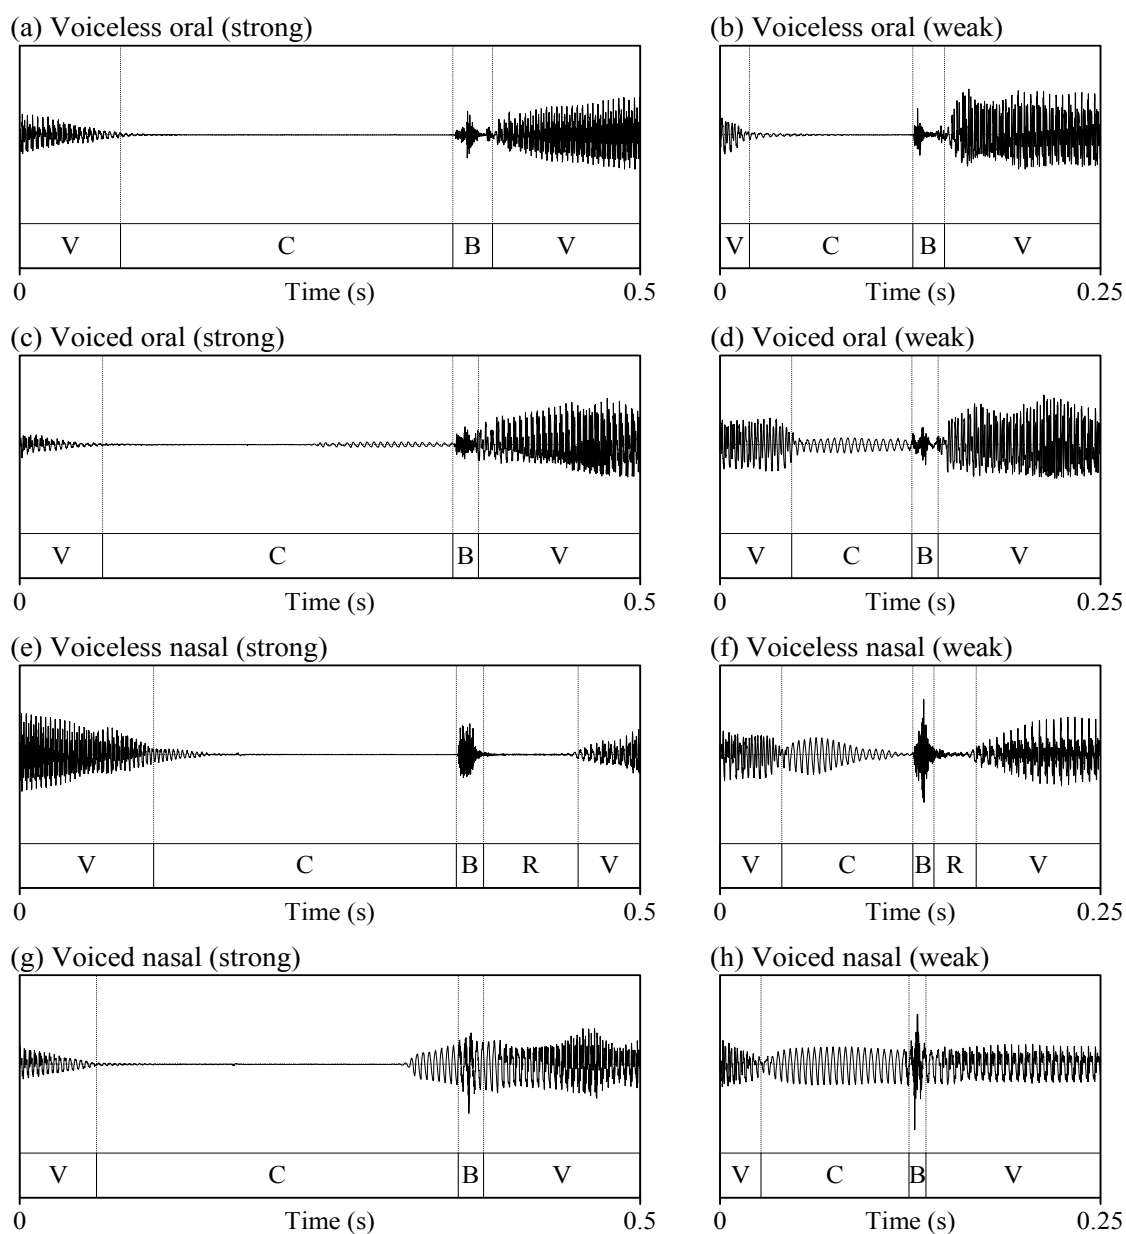 (a) Voiceless oral (strong)
V C B V
0 Time (s) 0.5
(b) Voiceless oral (weak)
V C B V
0 Time (s) 0.25
(c) Voiced oral (strong)
V C B V
0 Time (s) 0.5
(d) Voiced oral (weak)
V C B V
0 Time (s) 0.25
(e) Voiceless nasal (strong)
V C B R V
0 Time (s) 0.5
(f) Voiceless nasal (weak)
V C B R V
0 Time (s) 0.25
(g) Voiced nasal (strong)
V C B V
0 Time (s) 0.5
(h) Voiced nasal (weak)
V C B V
0 Time (s) 0.25